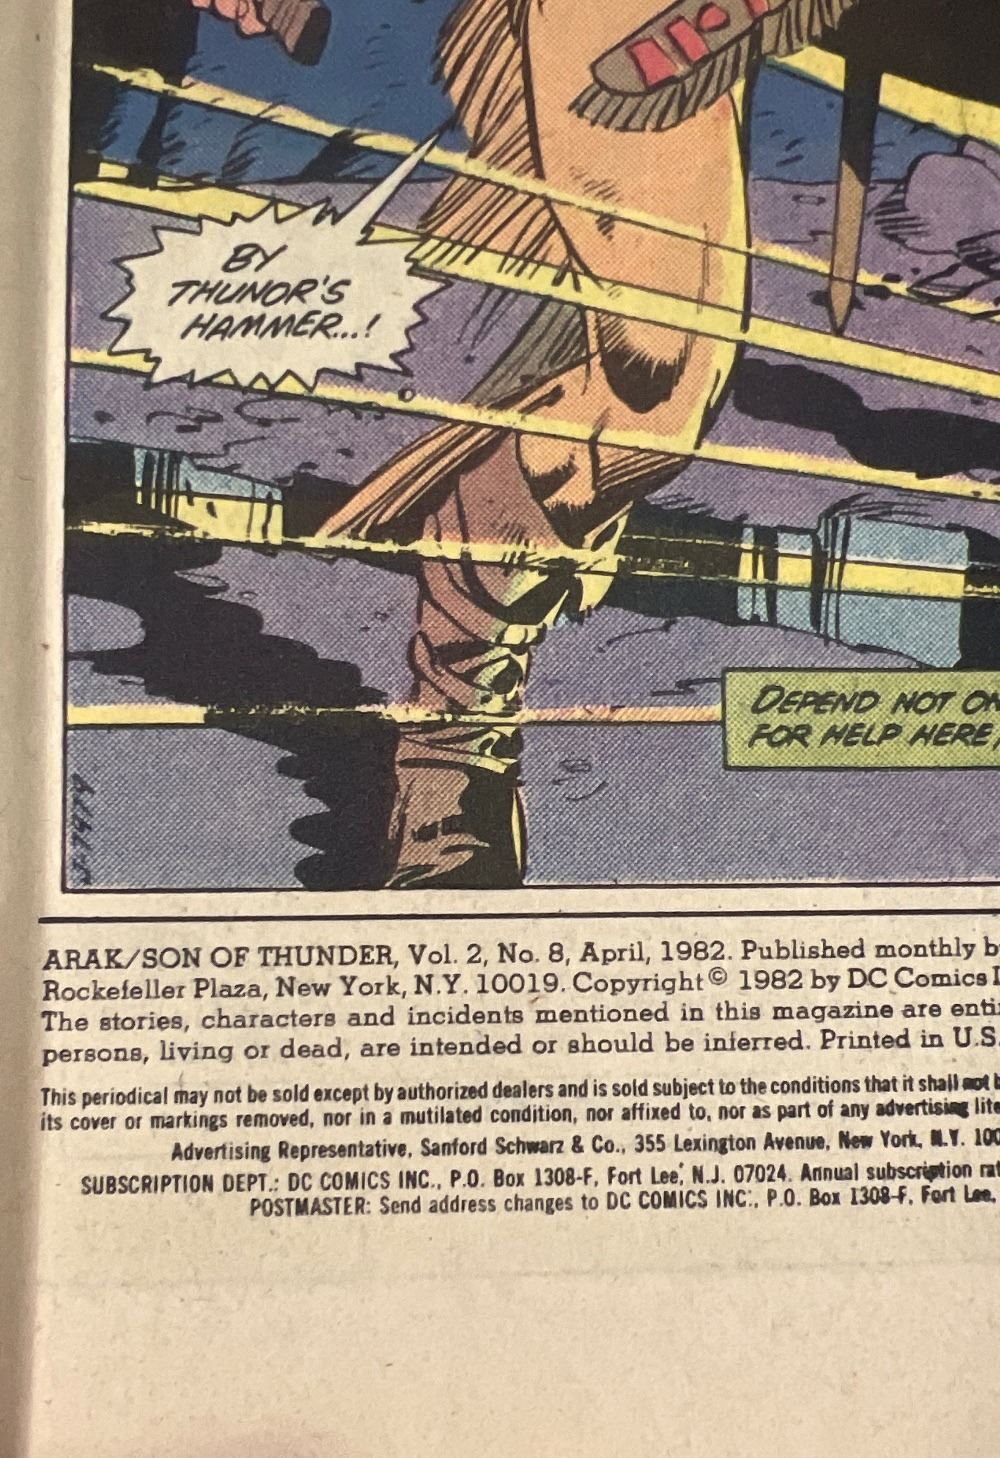 BY
THUNOR'S
HAMMER...!
DEPEND NOT ON
FOR HELP HERE,
J-7979
ARAK/SON OF THUNDER, Vol. 2, No. 8, April, 1982. Published monthly b
Rockefeller Plaza, New York, N.Y. 10019. Copyright © 1982 by DC Comics I
The stories, characters and incidents mentioned in this magazine are enti
persons, living or dead, are intended or should be inferred. Printed in U.S.
This periodical may not be sold except by authorized dealers and is sold subject to the conditions that it shall not b
its cover or markings removed, nor in a mutilated condition, nor affixed to, nor as part of any advertising lite
Advertising Representative, Sanford Schwarz & Co., 355 Lexington Avenue, New York, N.Y. 100
SUBSCRIPTION DEPT.: DC COMICS INC., P.O. Box 1308-F, Fort Lee, N.J. 07024. Annual subscription rat
POSTMASTER: Send address changes to DC COMICS INC., P.O. Box 1308-F, Fort Lee,